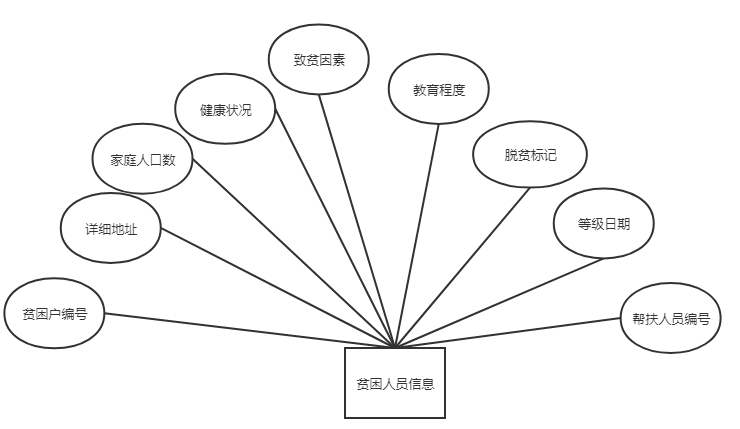 致贫因素
教育程度
健康状况
脱贫标记
家庭人口数
等级日期
详细地址
贫困户编号
帮扶人员编号
贫困人员信息